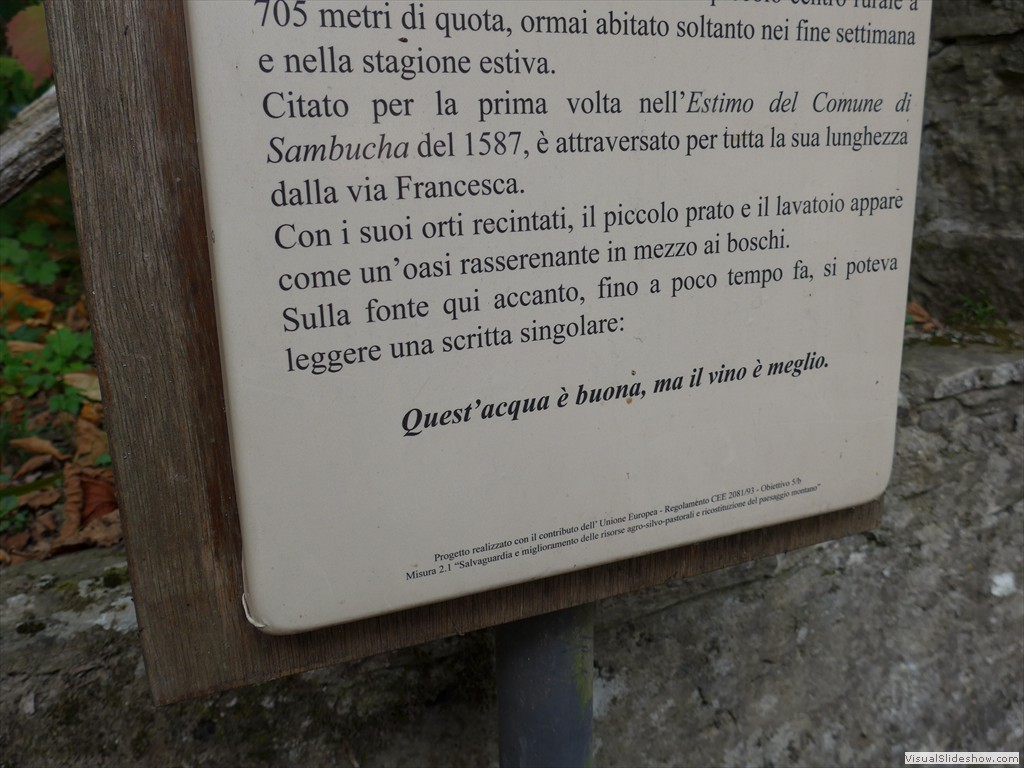 piccolo centro rurale a
705 metri di quota, ormai abitato soltanto nei fine settimana
e nella stagione estiva.
Citato per la prima volta nell'Estimo del Comune di
Sambucha del 1587, è attraversato per tutta la sua lunghezza
dalla via Francesca.
Con i suoi orti recintati, il piccolo prato e il lavatoio appare
come un'oasi rasserenante in mezzo ai boschi.
Sulla fonte qui accanto, fino a poco tempo fa, si poteva
leggere una scritta singolare:
Quest'acqua è buona, ma il vino è meglio.
Progetto realizzato con il contributo dell' Unione Europea - Regolamento CEE 2081/93 - Obiettivo 5/b
Misura 2.1 "Salvaguardia e miglioramento delle risorse agro-silvo-pastorali e ricostituzione del paesaggio montano"
VisualSlideshow.com